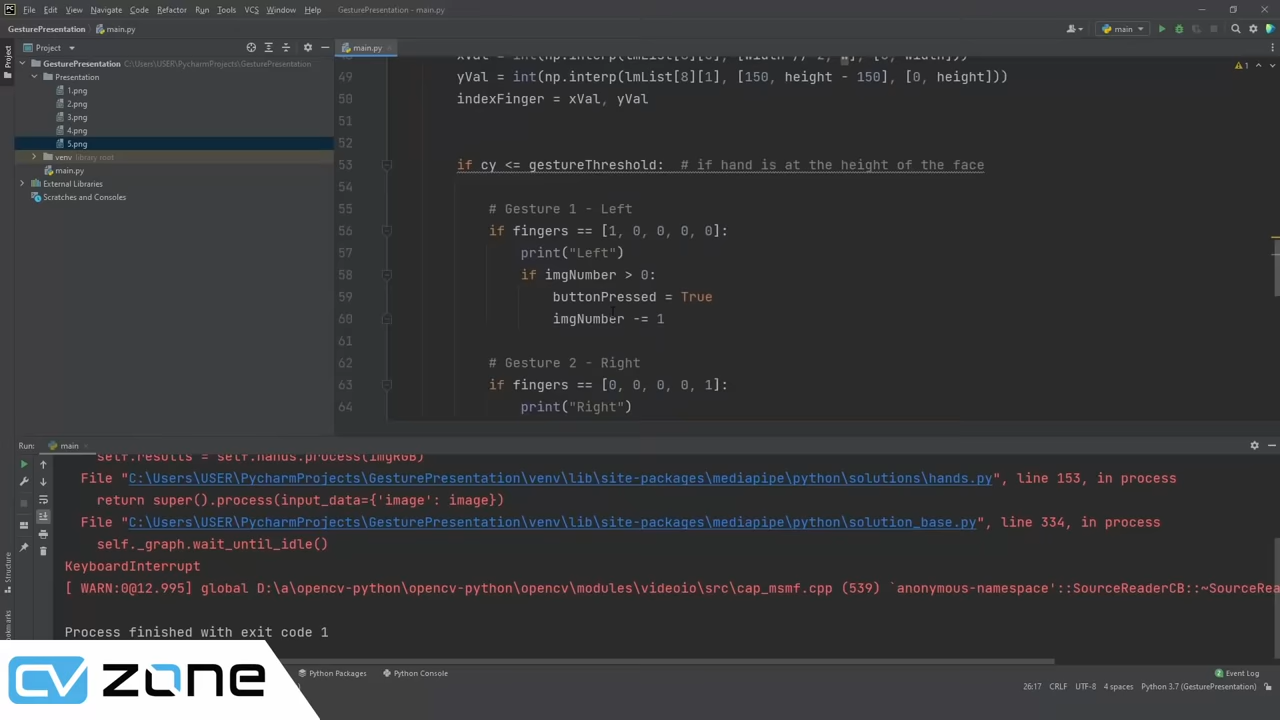 File Edit View Navigate Code Refactor Run Tools VCS Window Help GesturePresentation - main.py
GesturePresentation main.py
main
Project
main.py
GesturePresentation C:\Users\USER\PycharmProjects\GesturePresentation
Presentation
1.png
2.png
3.png
4.png
5.png
venv library root
main.py
External Libraries
Scratches and Consoles
Project
1
49 yVal = int(np.interp(lmList[8][1], [150, height - 150], [0, height]))
50 indexFinger = xVal, yVal
51
52
53 if cy <= gestureThreshold: # if hand is at the height of the face
54
55 # Gesture 1 - Left
56 if fingers == [1, 0, 0, 0, 0]:
57 print("Left")
58 if imgNumber > 0:
59 buttonPressed = True
60 imgNumber -= 1
61
62 # Gesture 2 - Right
63 if fingers == [0, 0, 0, 0, 1]:
64 print("Right")
Run: main
self.results = self.hands.process(imgRGB)
File "C:\Users\USER\PycharmProjects\GesturePresentation\venv\lib\site-packages\mediapipe\python\solutions\hands.py", line 153, in process
return super().process(input_data={'image': image})
File "C:\Users\USER\PycharmProjects\GesturePresentation\venv\lib\site-packages\mediapipe\python\solution_base.py", line 334, in process
self._graph.wait_until_idle()
KeyboardInterrupt
[ WARN:0@12.995] global D:\a\opencv-python\opencv-python\opencv\modules\videoio\src\cap_msmf.cpp (539) `anonymous-namespace'::SourceReaderCB::~SourceRea
Process finished with exit code 1
Structure
CV ZONE
Python Packages Python Console Event Log
26:17 CRLF UTF-8 4 spaces Python 3.7 (GesturePresentation)